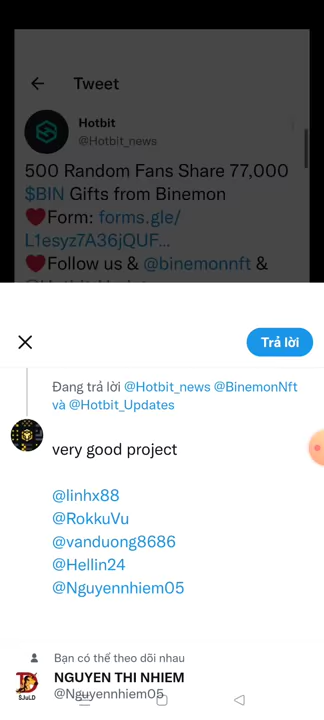 Tweet
Hotbit
@Hotbit_news
500 Random Fans Share 77,000
$BIN Gifts from Binemon
❤️Form: forms.gle/
L1esyz7A36jQUF...
❤️Follow us & @binemonnft &
Trả lời
Đang trả lời @Hotbit_news @BinemonNft
và @Hotbit_Updates
very good project
@linhx88
@RokkuVu
@vanduong8686
@Hellin24
@Nguyennhiem05
Bạn có thể theo dõi nhau
NGUYEN THI NHIEM
@Nguyennhiem05
SJuLD